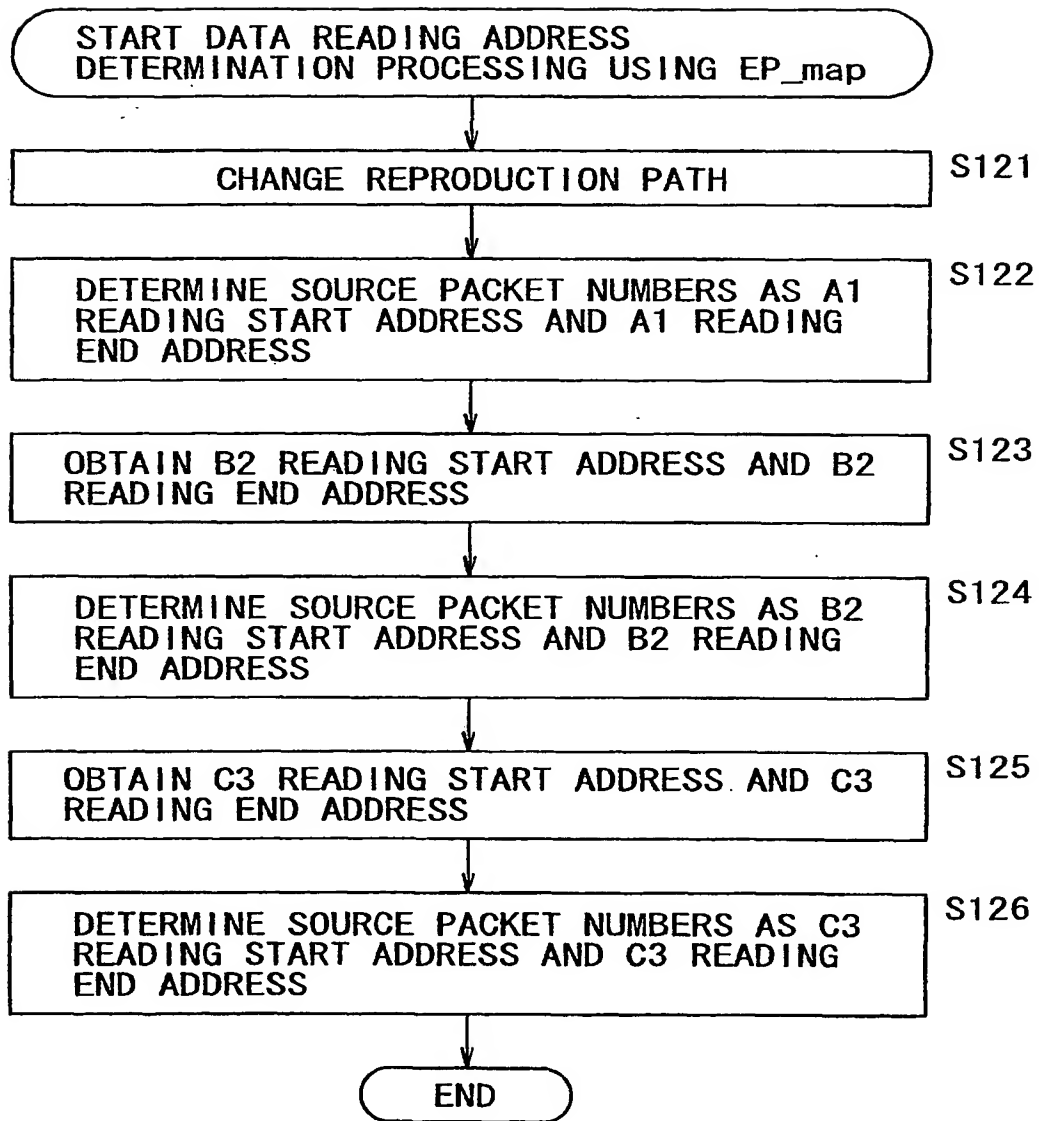 START DATA READING ADDRESS
DETERMINATION PROCESSING USING EP_map
CHANGE REPRODUCTION PATH
S121
DETERMINE SOURCE PACKET NUMBERS AS A1
READING START ADDRESS AND A1 READING
END ADDRESS
S122
OBTAIN B2 READING START ADDRESS AND B2
READING END ADDRESS
S123
DETERMINE SOURCE PACKET NUMBERS AS B2
READING START ADDRESS AND B2 READING
END ADDRESS
S124
OBTAIN C3 READING START ADDRESS AND C3
READING END ADDRESS
S125
DETERMINE SOURCE PACKET NUMBERS AS C3
READING START ADDRESS AND C3 READING
END ADDRESS
S126
END